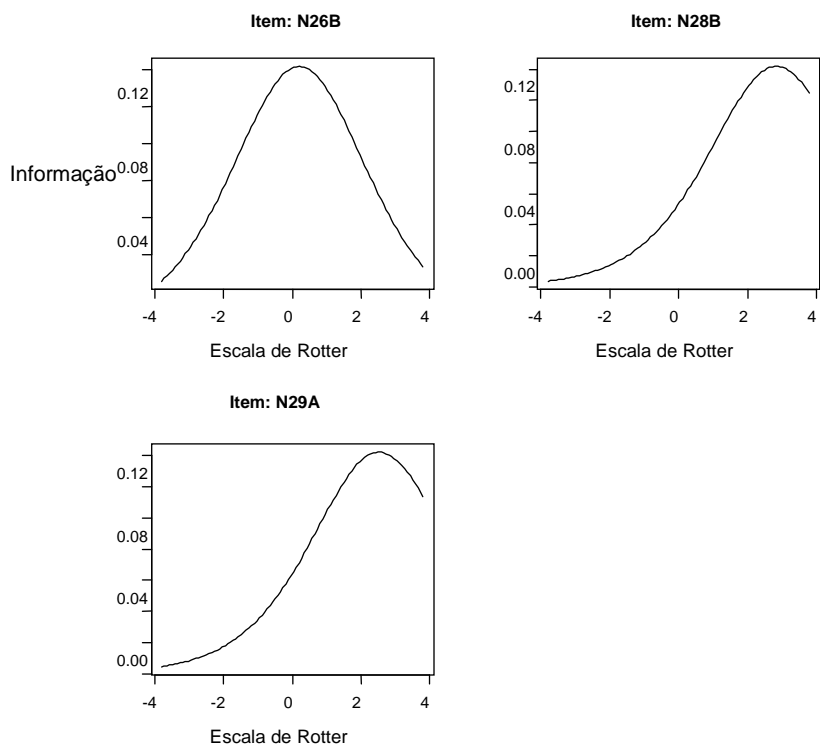 Item: N26B
Informação
0.12
0.08
0.04
-4 -2 0 2 4
Escala de Rotter
Item: N28B
0.12
0.08
0.04
0.00
-4 -2 0 2 4
Escala de Rotter
Item: N29A
0.12
0.08
0.04
0.00
-4 -2 0 2 4
Escala de Rotter